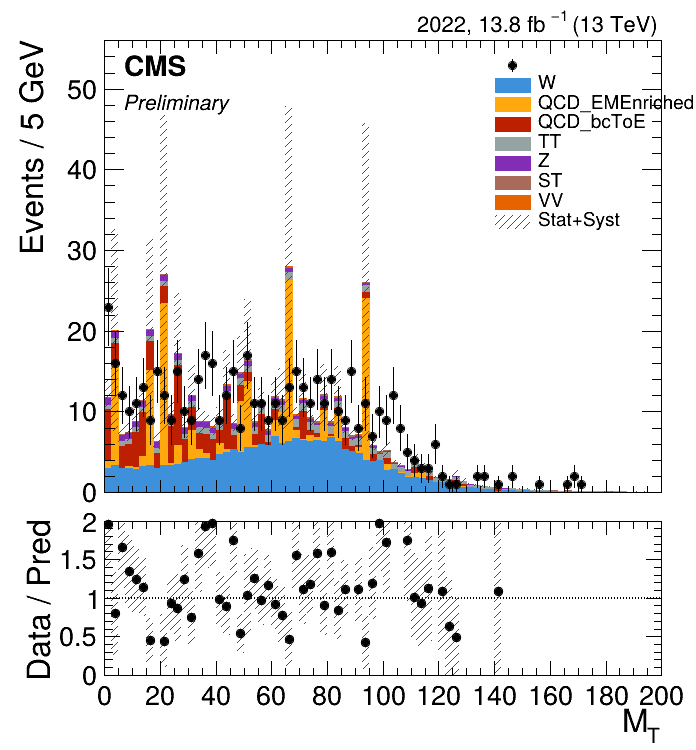 2022, 13.8 fb⁻¹ (13 TeV)
Events / 5 GeV
CMS
Preliminary
W
QCD_EMEnriched
QCD_bcToE
TT
Z
ST
VV
Stat+Syst
50
40
30
20
10
0
Data / Pred
2
1.5
1
0.5
0
0 20 40 60 80 100 120 140 160 180 200
M_T